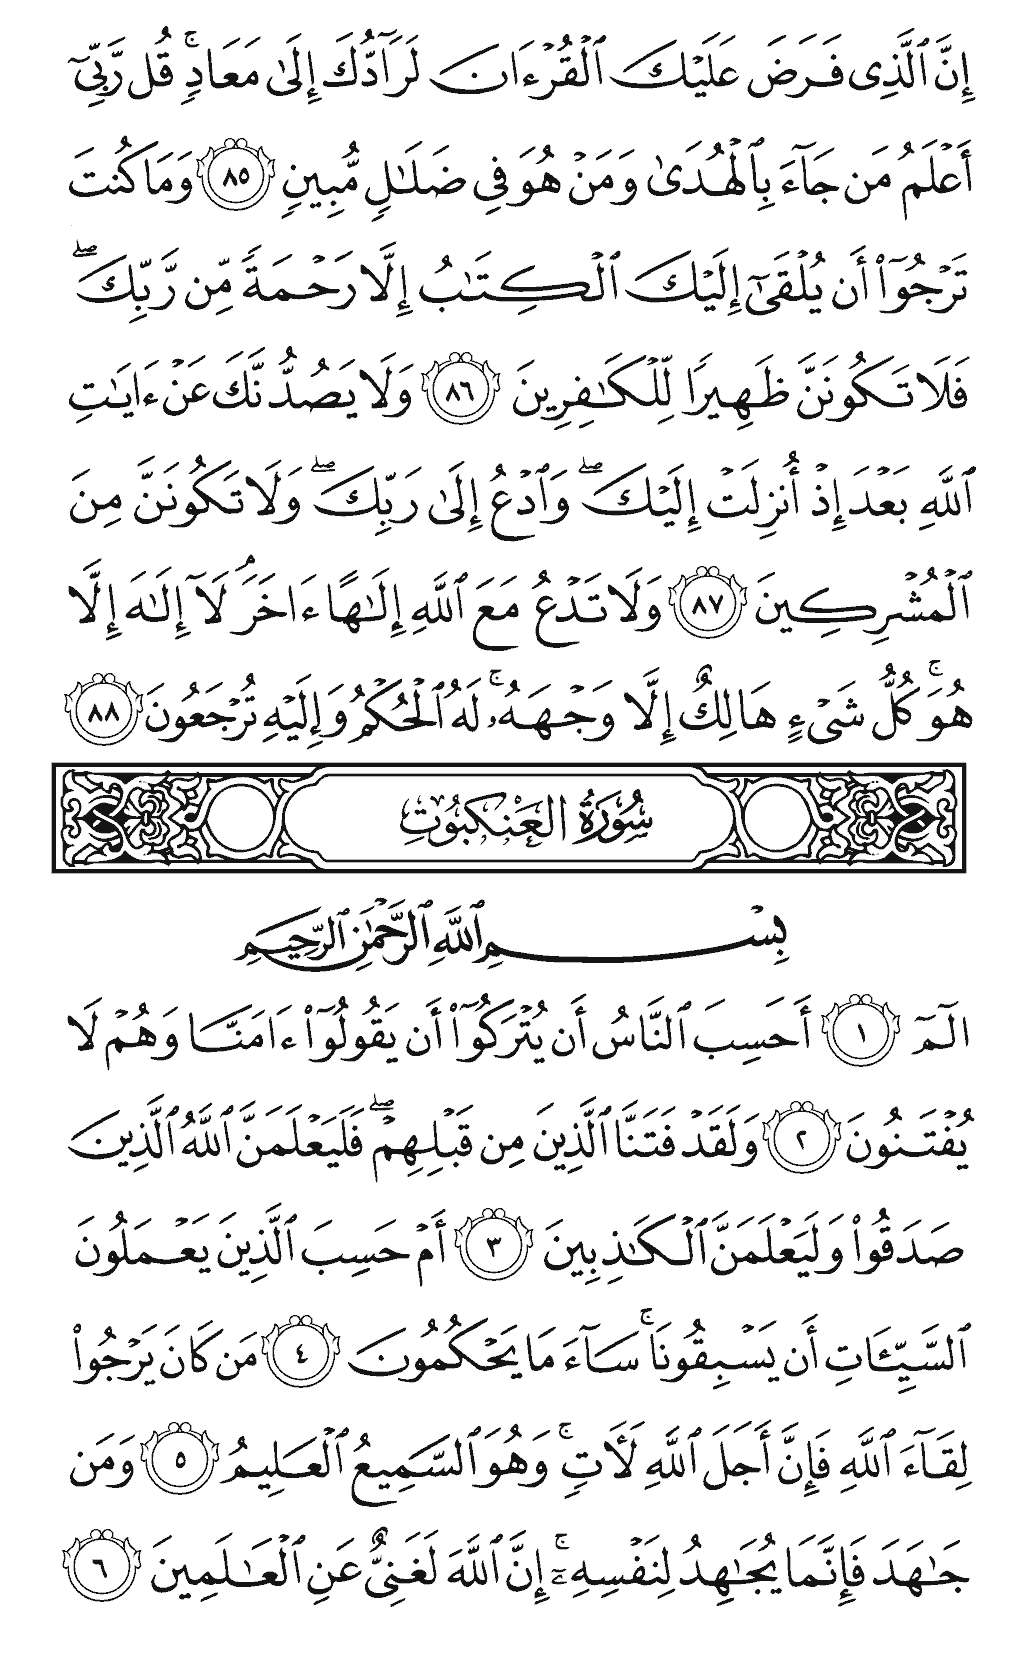 إِنَّ ٱلَّذِى فَرَضَ عَلَيْكَ ٱلْقُرْءَانَ لَرَآدُّكَ إِلَىٰ مَعَادٍۚ قُل رَّبِّىٓ
أَعْلَمُ مَن جَآءَ بِٱلْهُدَىٰ وَمَنْ هُوَ فِى ضَلَـٰلٍ مُّبِينٍ ٨٥ وَمَا كُنتَ
تَرْجُوٓا۟ أَن يُلْقَىٰٓ إِلَيْكَ ٱلْكِتَـٰبُ إِلَّا رَحْمَةً مِّن رَّبِّكَۖ
فَلَا تَكُونَنَّ ظَهِيرًا لِّلْكَـٰفِرِينَ ٨٦ وَلَا يَصُدُّنَّكَ عَنْ ءَايَـٰتِ
ٱللَّهِ بَعْدَ إِذْ أُنزِلَتْ إِلَيْكَۖ وَٱدْعُ إِلَىٰ رَبِّكَۖ وَلَا تَكُونَنَّ مِنَ
ٱلْمُشْرِكِينَ ٨٧ وَلَا تَدْعُ مَعَ ٱللَّهِ إِلَـٰهًا ءَاخَرَۘ لَآ إِلَـٰهَ إِلَّا
هُوَۚ كُلُّ شَىْءٍ هَالِكٌ إِلَّا وَجْهَهُۥۚ لَهُ ٱلْحُكْمُ وَإِلَيْهِ تُرْجَعُونَ ٨٨
سُورَةُ العَنْكَبُوتِ
بِسْمِ ٱللَّهِ ٱلرَّحْمَـٰنِ ٱلرَّحِيمِ
الٓمٓ ١ أَحَسِبَ ٱلنَّاسُ أَن يُتْرَكُوٓا۟ أَن يَقُولُوٓا۟ ءَامَنَّا وَهُمْ لَا
يُفْتَنُونَ ٢ وَلَقَدْ فَتَنَّا ٱلَّذِينَ مِن قَبْلِهِمْۖ فَلَيَعْلَمَنَّ ٱللَّهُ ٱلَّذِينَ
صَدَقُوا۟ وَلَيَعْلَمَنَّ ٱلْكَـٰذِبِينَ ٣ أَمْ حَسِبَ ٱلَّذِينَ يَعْمَلُونَ
ٱلسَّيِّـَٔاتِ أَن يَسْبِقُونَاۚ سَآءَ مَا يَحْكُمُونَ ٤ مَن كَانَ يَرْجُوا۟
لِقَآءَ ٱللَّهِ فَإِنَّ أَجَلَ ٱللَّهِ لَـَٔاتٍۚ وَهُوَ ٱلسَّمِيعُ ٱلْعَلِيمُ ٥ وَمَن
جَـٰهَدَ فَإِنَّمَا يُجَـٰهِدُ لِنَفْسِهِۦٓۚ إِنَّ ٱللَّهَ لَغَنِىٌّ عَنِ ٱلْعَـٰلَمِينَ ٦